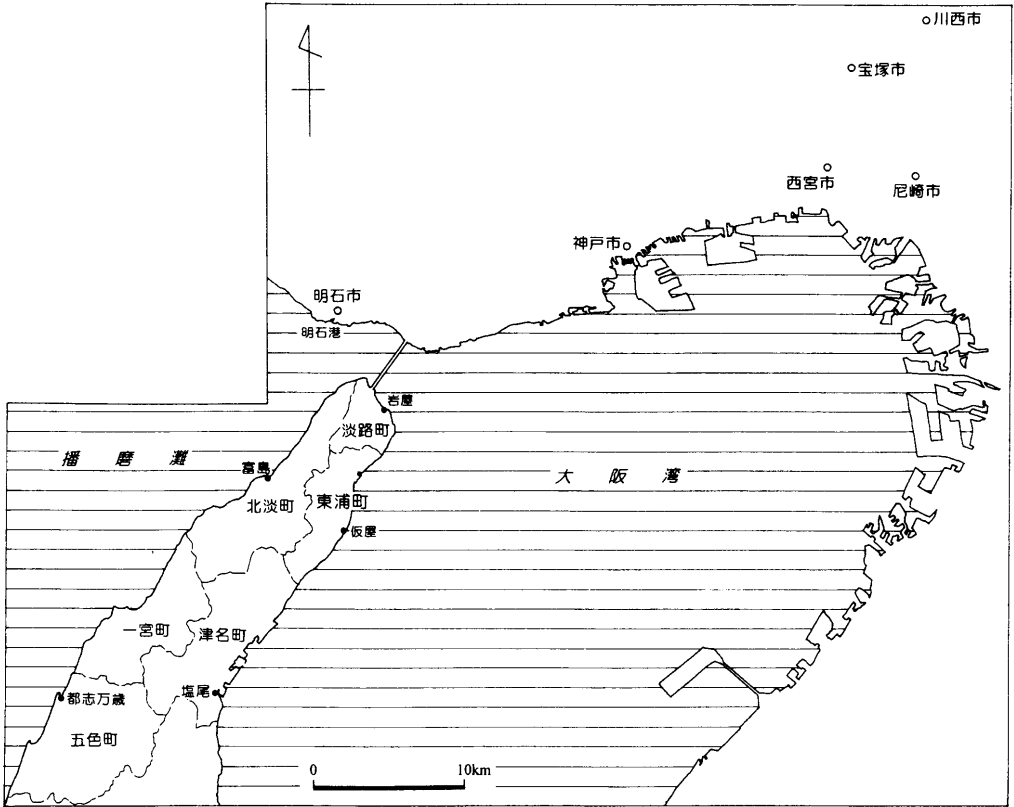 川西市
宝塚市
西宮市
尼崎市
神戸市
明石市
明石港
岩屋
淡路町
播磨灘
富島
大阪湾
北淡町
東浦町
仮屋
一宮町
津名町
塩尾
都志万歳
五色町
0 10km